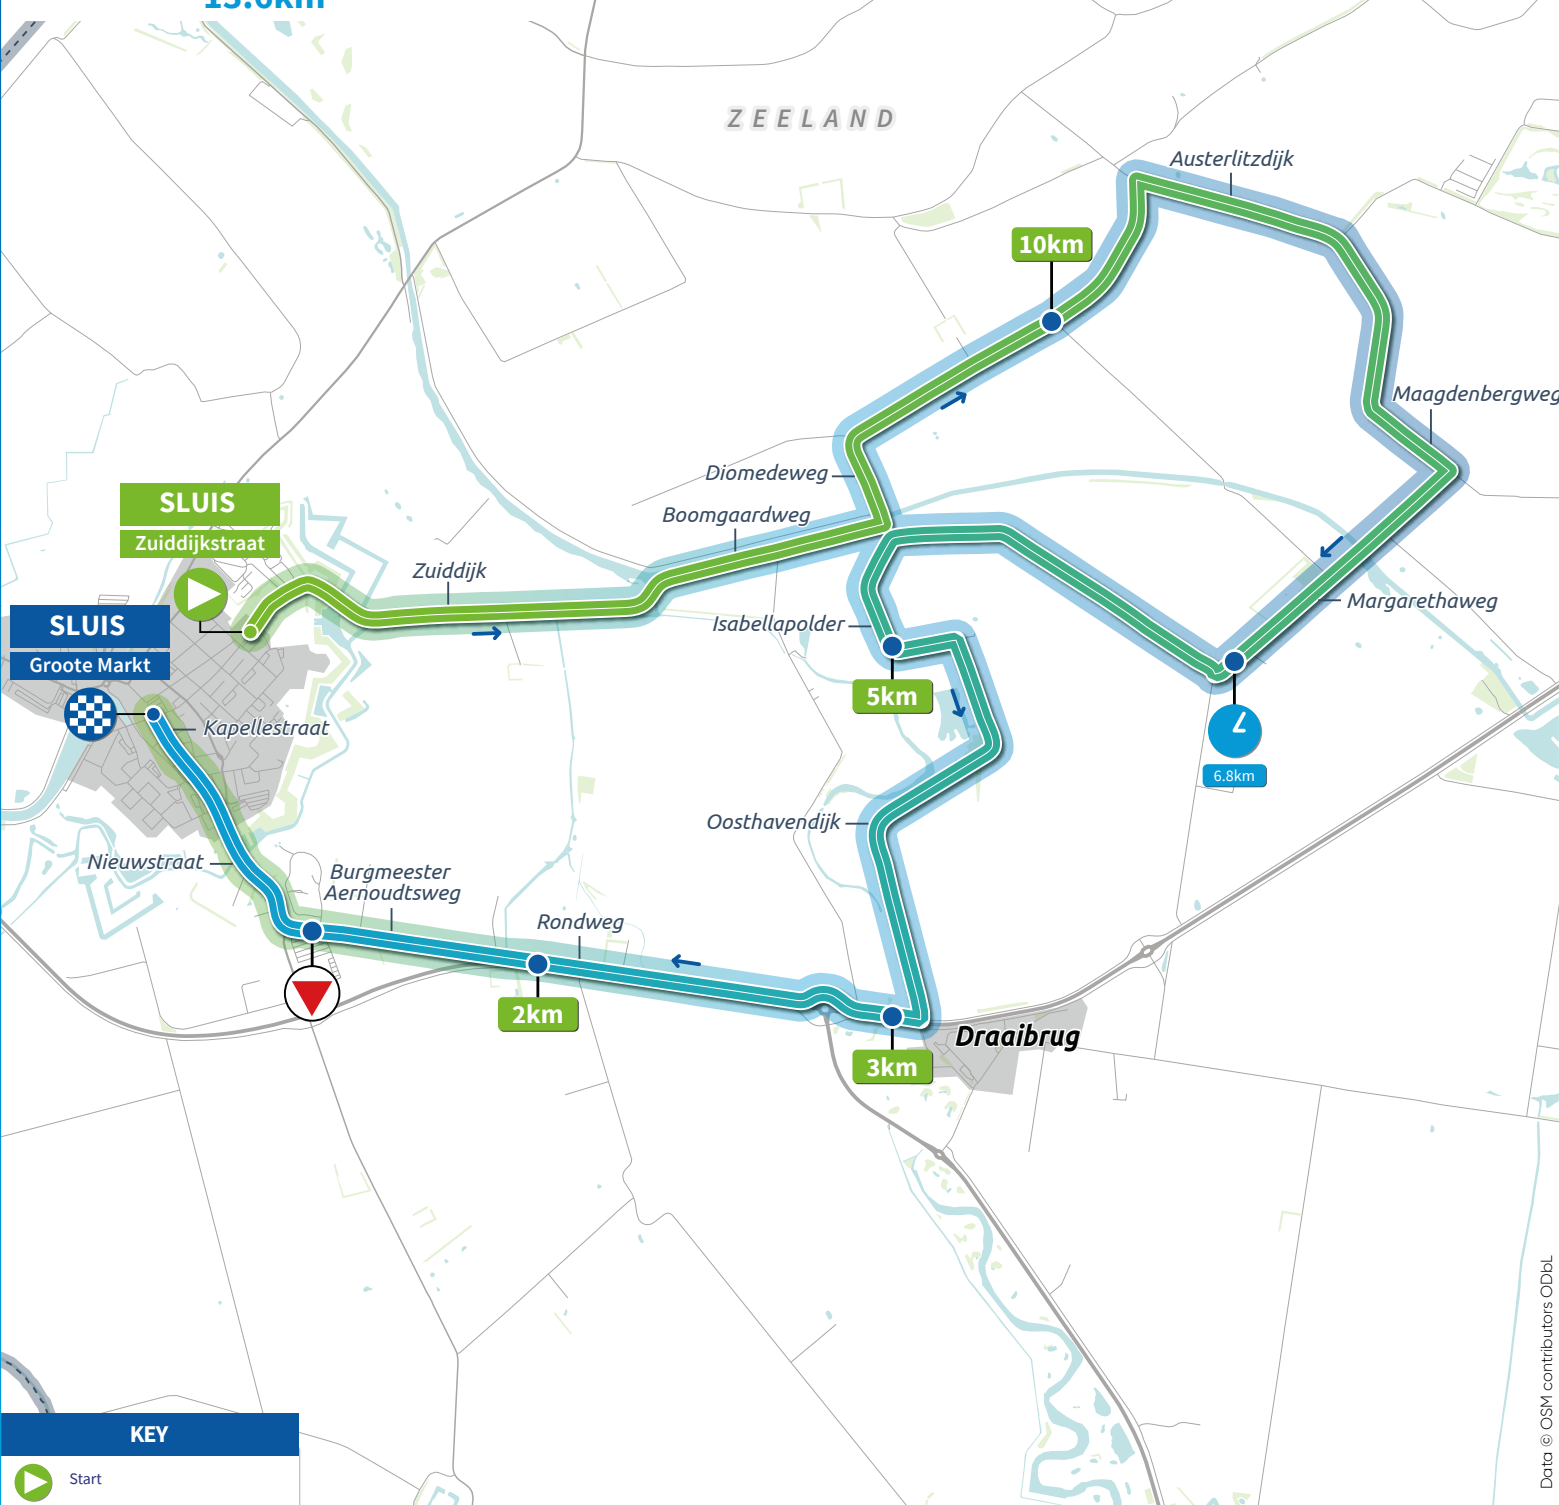 ZEELAND
Austerlitzdijk
10km
Maagdenbergweg
Diomedeweg
SLUIS
Zuiddijkstraat
Boomgaardweg
Zuiddijk
SLUIS
Groote Markt
Isabellapolder
Margarethaweg
5km
Kapellestraat
6.8km
Oosthavendijk
Nieuwstraat
Burgmeester
Aernoudtsweg
Rondweg
2km
Draaibrug
3km
Data © OSM contributors ODbL
KEY
Start